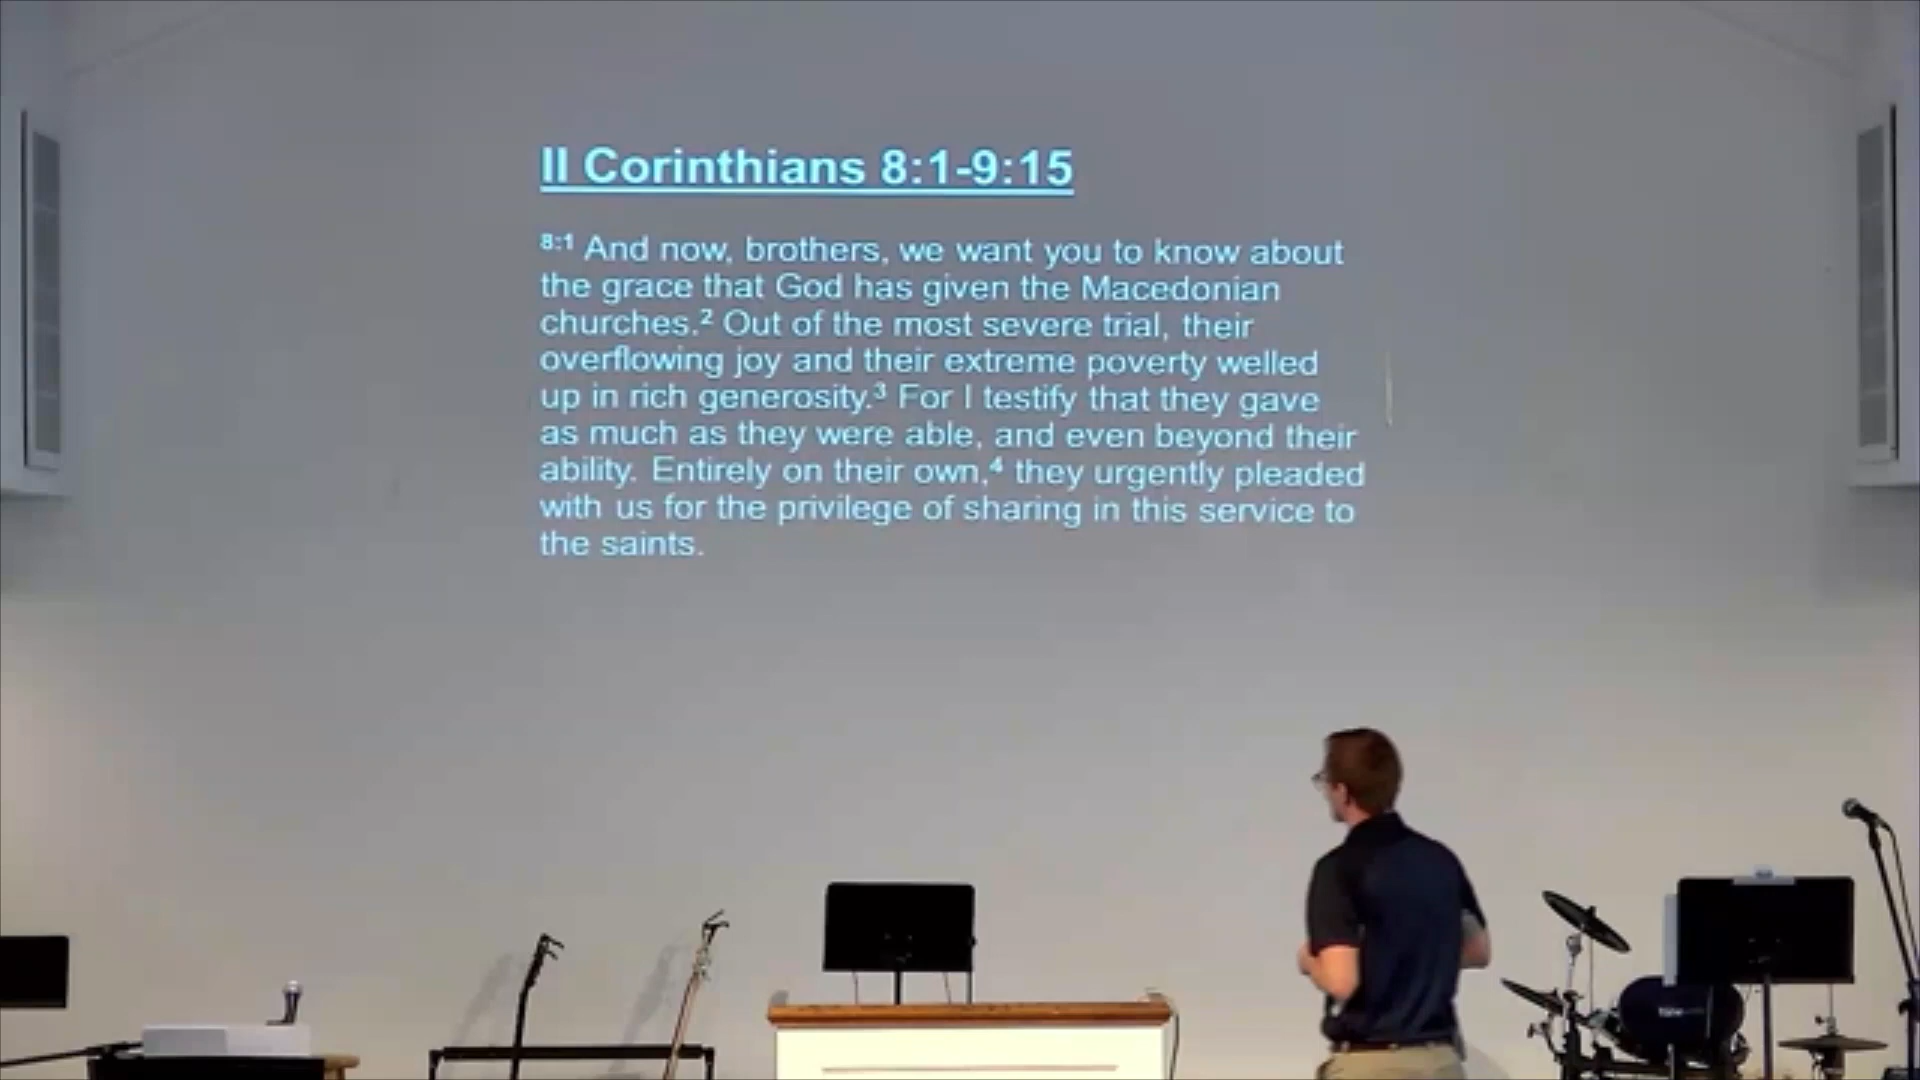 II Corinthians 8:1-9:15
8:1 And now, brothers, we want you to know about
the grace that God has given the Macedonian
churches.² Out of the most severe trial, their
overflowing joy and their extreme poverty welled
up in rich generosity.³ For I testify that they gave
as much as they were able, and even beyond their
ability. Entirely on their own,⁴ they urgently pleaded
with us for the privilege of sharing in this service to
the saints.